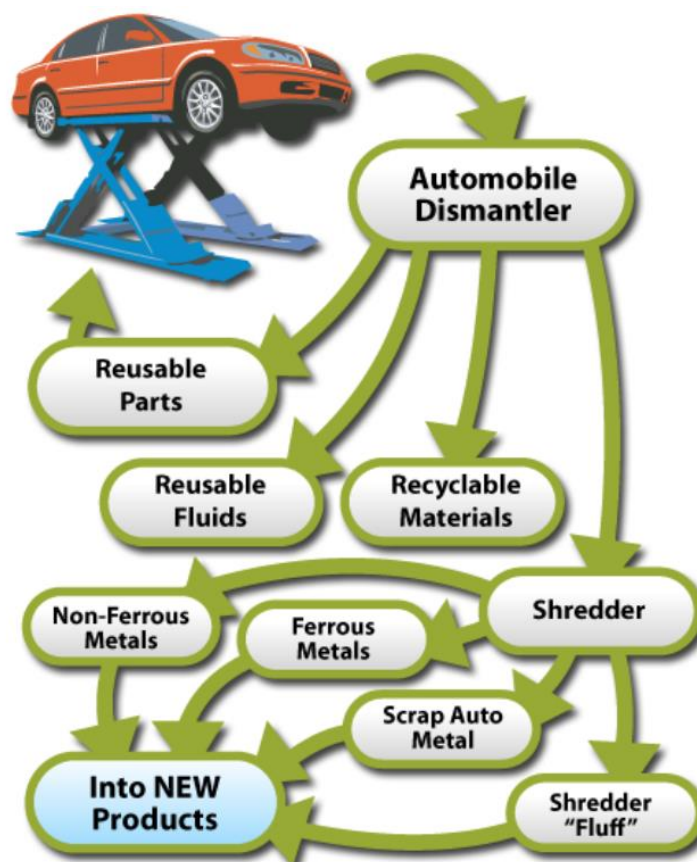 Automobile
Dismantler
Reusable
Parts
Reusable
Fluids
Recyclable
Materials
Shredder
Non-Ferrous
Metals
Ferrous
Metals
Scrap Auto
Metal
Into NEW
Products
Shredder
“Fluff”